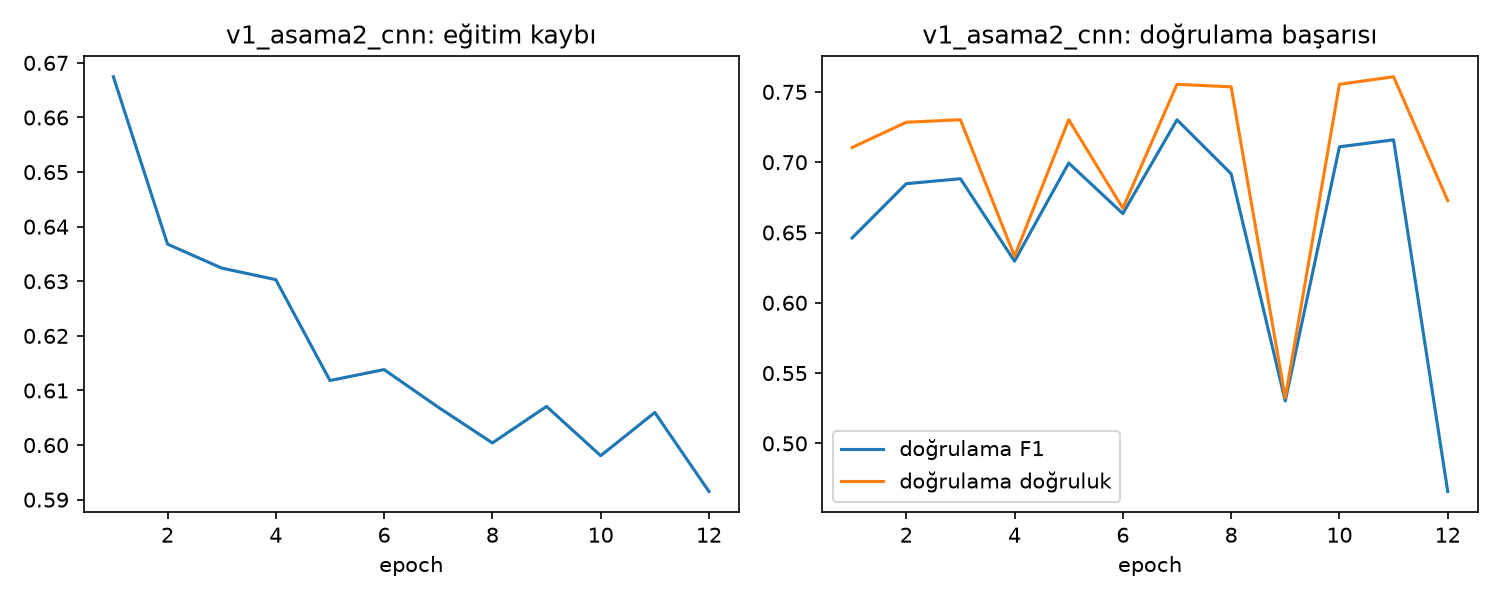 v1_asama2_cnn: eğitim kaybı
0.67
0.66
0.65
0.64
0.63
0.62
0.61
0.60
0.59
2 4 6 8 10 12
epoch
v1_asama2_cnn: doğrulama başarısı
0.75
0.70
0.65
0.60
0.55
0.50
doğrulama F1
doğrulama doğruluk
2 4 6 8 10 12
epoch